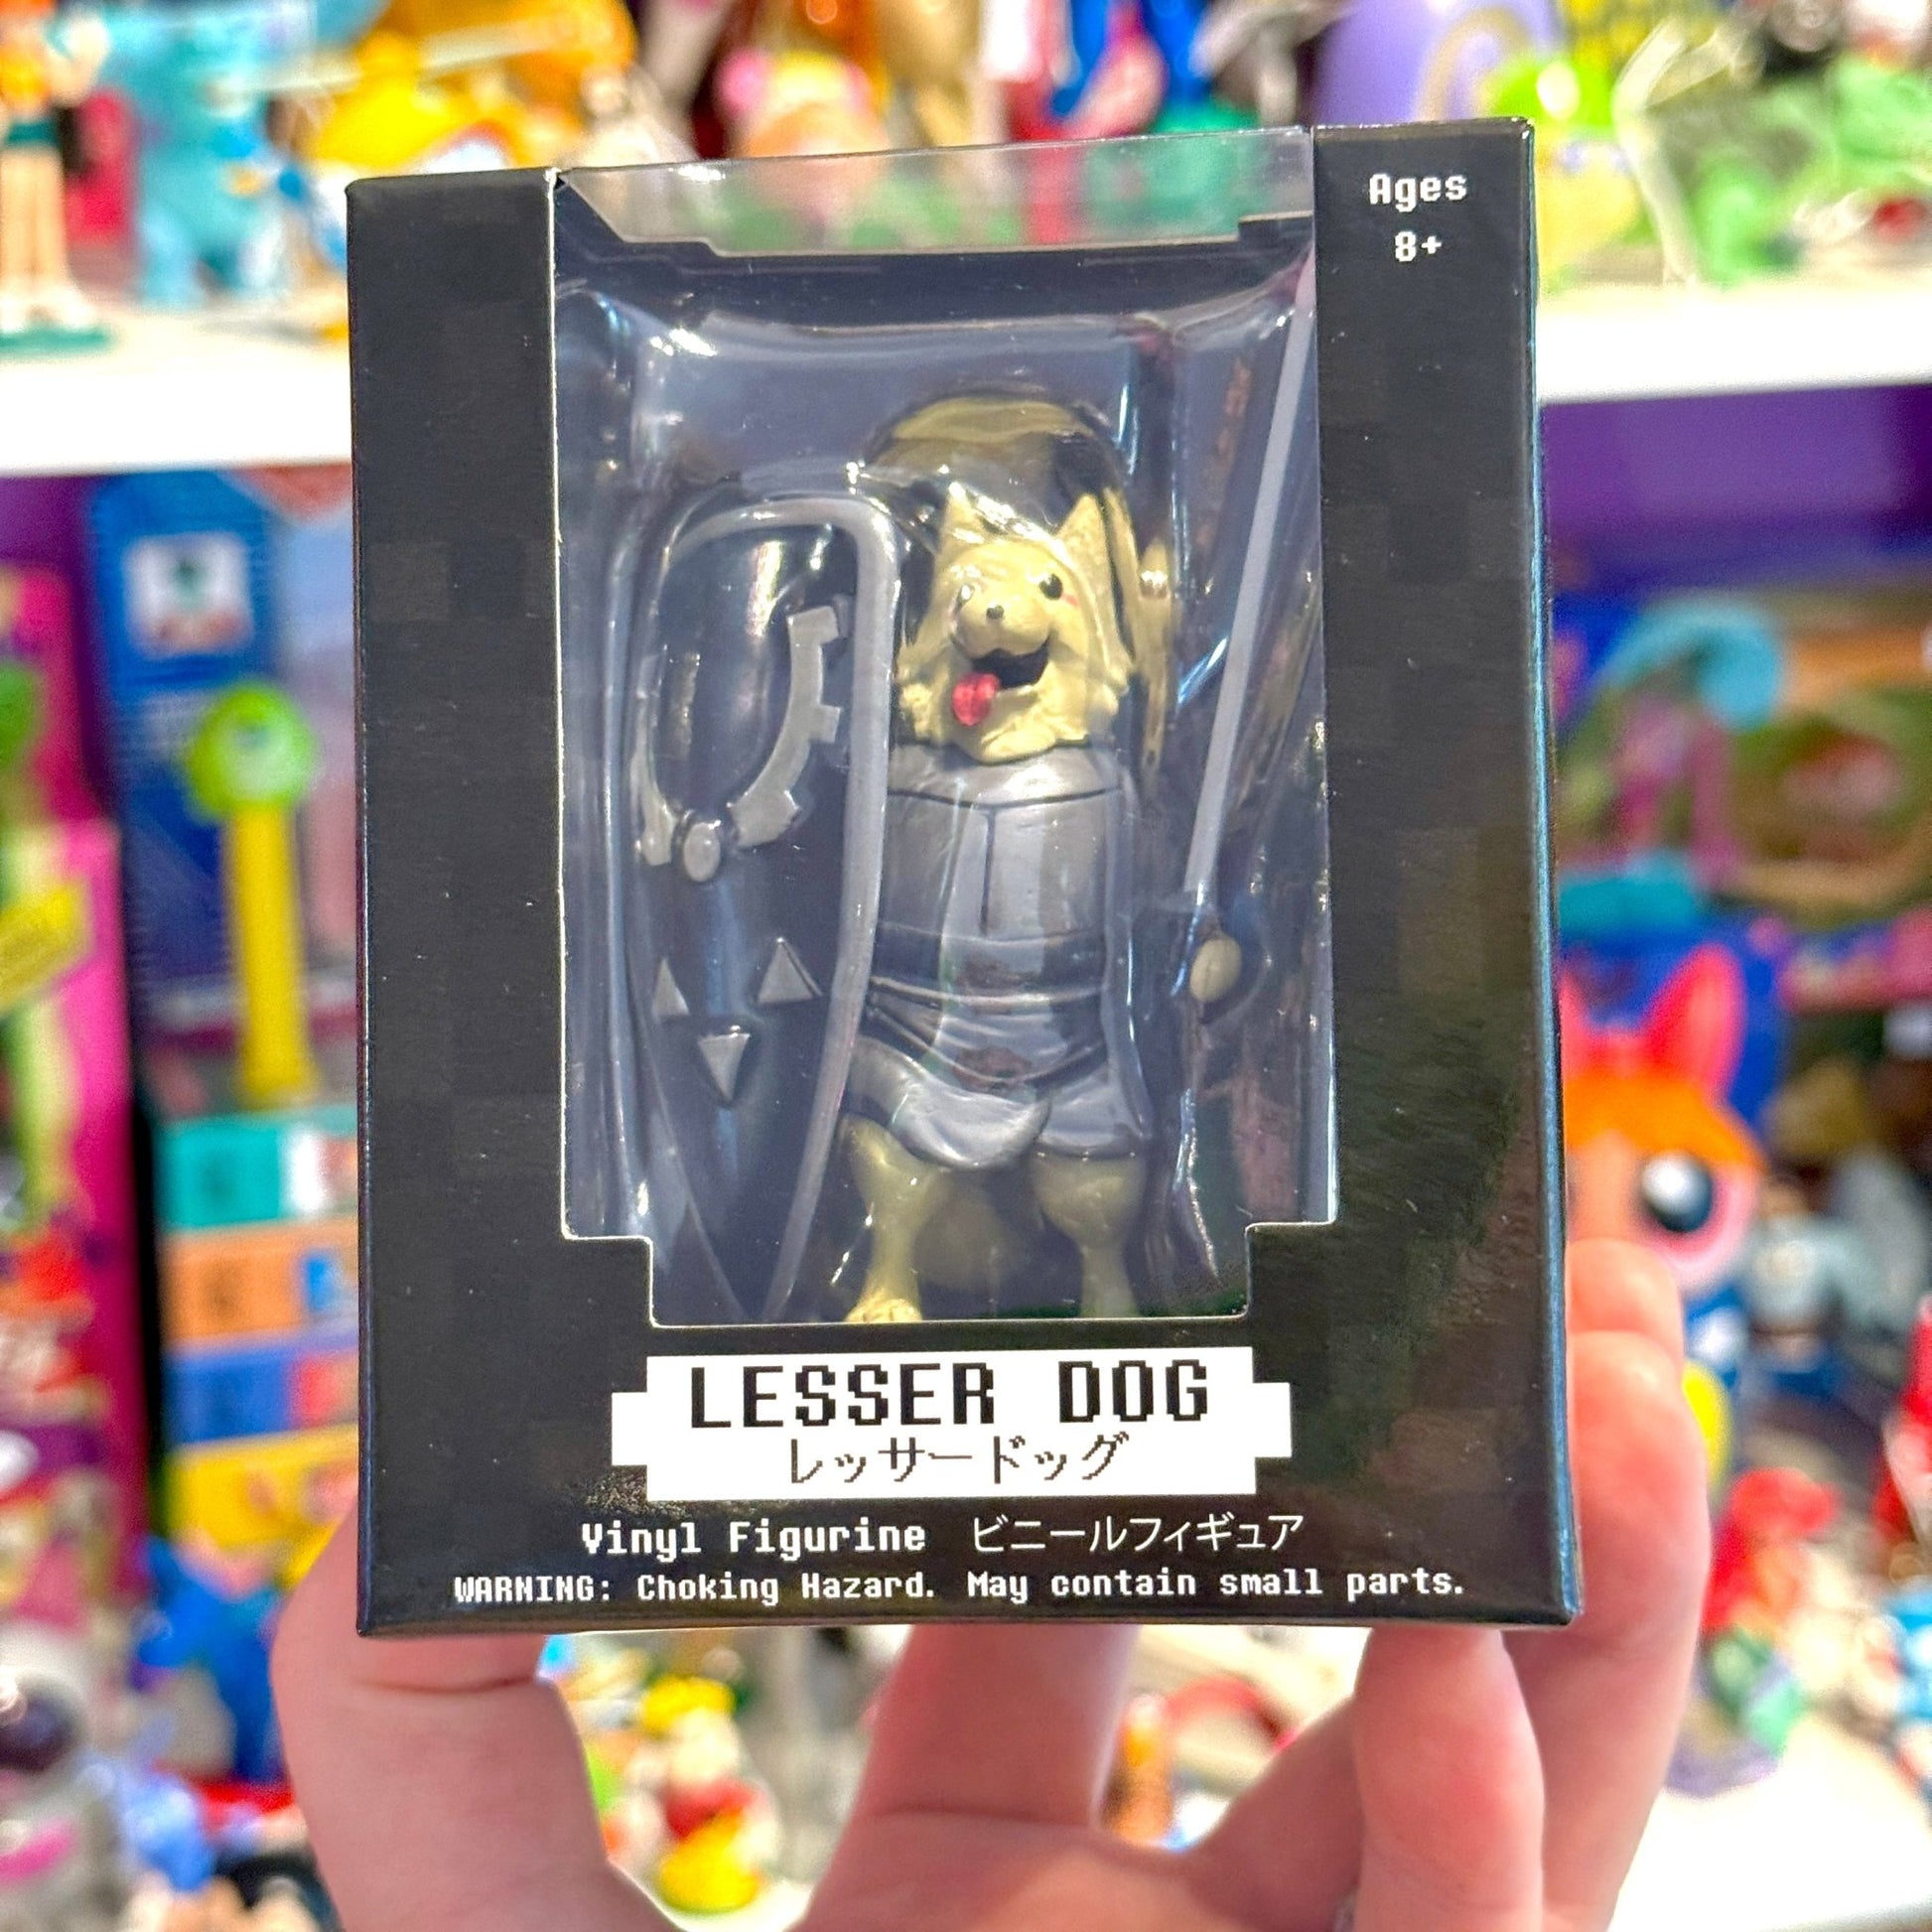 Ages
8+
LESSER DOG
レッサードッグ
Vinyl Figurine ビニールフィギュア
WARNING: Choking Hazard. May contain small parts.